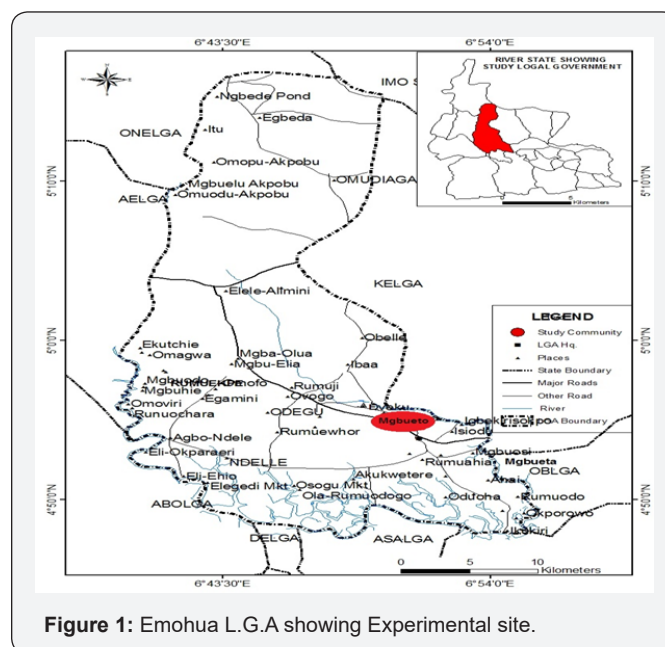 6°43'30"E
6°54'0"E
RIVER STATE SHOWING
STUDY LOGAL GOVERNMENT
Kilometers
IMO S
Ngbede Pond
Egbeda
ONELGA
Itu
Omopu-Akpobu
OMUDIAGA
5°10'0"N
5°10'0"N
Mgbuelu Akpobu
AELGA
Omuodu-Akpobu
KELGA
Elele-Alimini
LEGEND
Study Community
LGA Hq.
Places
State Boundary
Major Roads
Other Road
River
LGA Boundary
Obelle
5°0'0"N
5°0'0"N
Ekutchie
Omagwa
Mgba-Olua
Mgbu-Elia
Ibaa
Mgbuodo
Omofo
Rumuji
Mgbuhie
Egamini
Ovogo
Omoviri
Runuochara
ODEGU
Mgbueto
Isiodu
Rumuewhor
Agbo-Ndele
Eli-Okparaeri
NDELLE
Mgbuosi
Rumuahia
Mgbueta
OBLGA
Akukwetere
Eli-Ehio
Elegedi Mkt
Osogu Mkt
Ahai
Ola-Rumuodogo
Oduoha
Rumuodo
4°50'0"N
4°50'0"N
ABOLGA
Okporowo
DELGA
ASALGA
Ikokiri
0 5 10
Kilometers
6°43'30"E
6°54'0"E
Figure 1: Emohua L.G.A showing Experimental site.